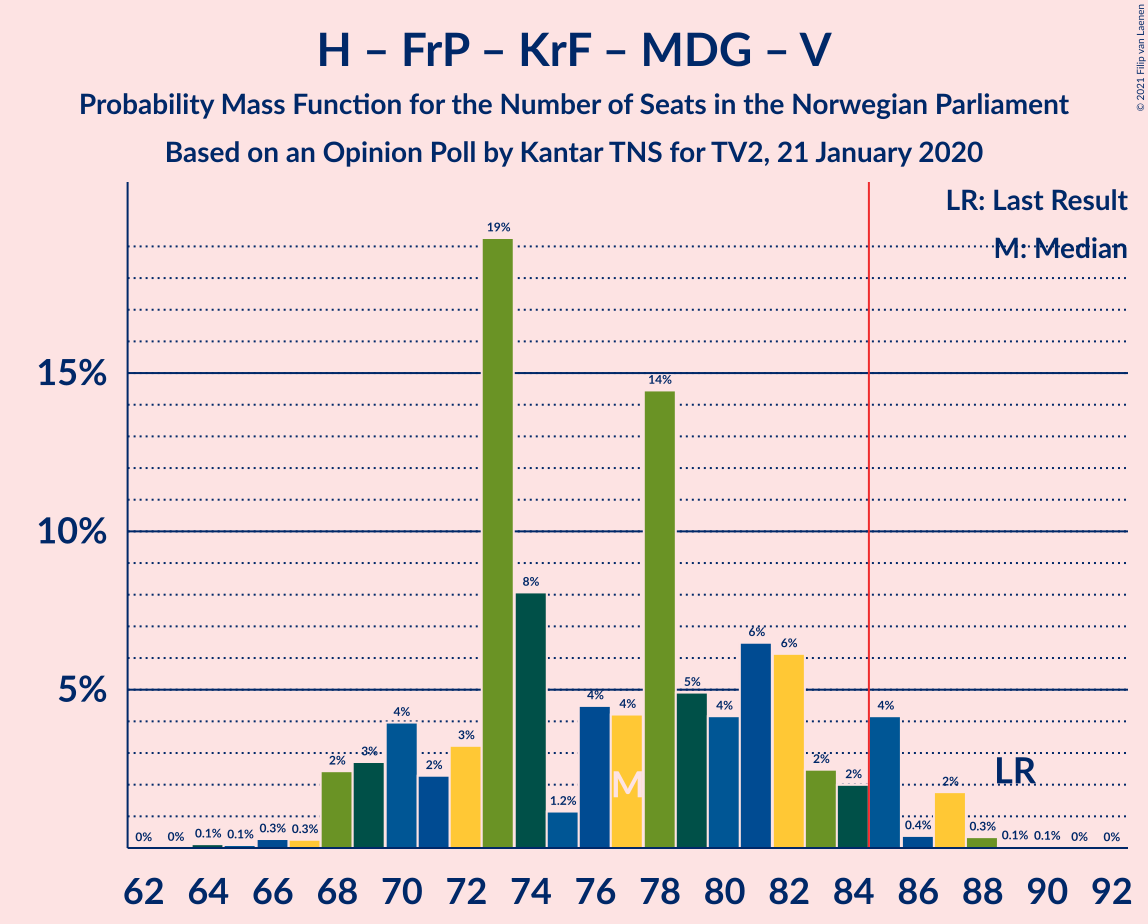 H – FrP – KrF – MDG – V
Probability Mass Function for the Number of Seats in the Norwegian Parliament
Based on an Opinion Poll by Kantar TNS for TV2, 21 January 2020
© 2021 Filip van Laenen
LR: Last Result
M: Median
15%
10%
5%
0% 0% 0.1% 0.1% 0.3% 0.3% 2% 3% 4% 2% 3% 19% 8% 1.2% 4% 4% 14% 5% 4% 6% 6% 2% 2% 4% 0.4% 2% 0.3% 0.1% 0.1% 0% 0%
M
LR
62 64 66 68 70 72 74 76 78 80 82 84 86 88 90 92